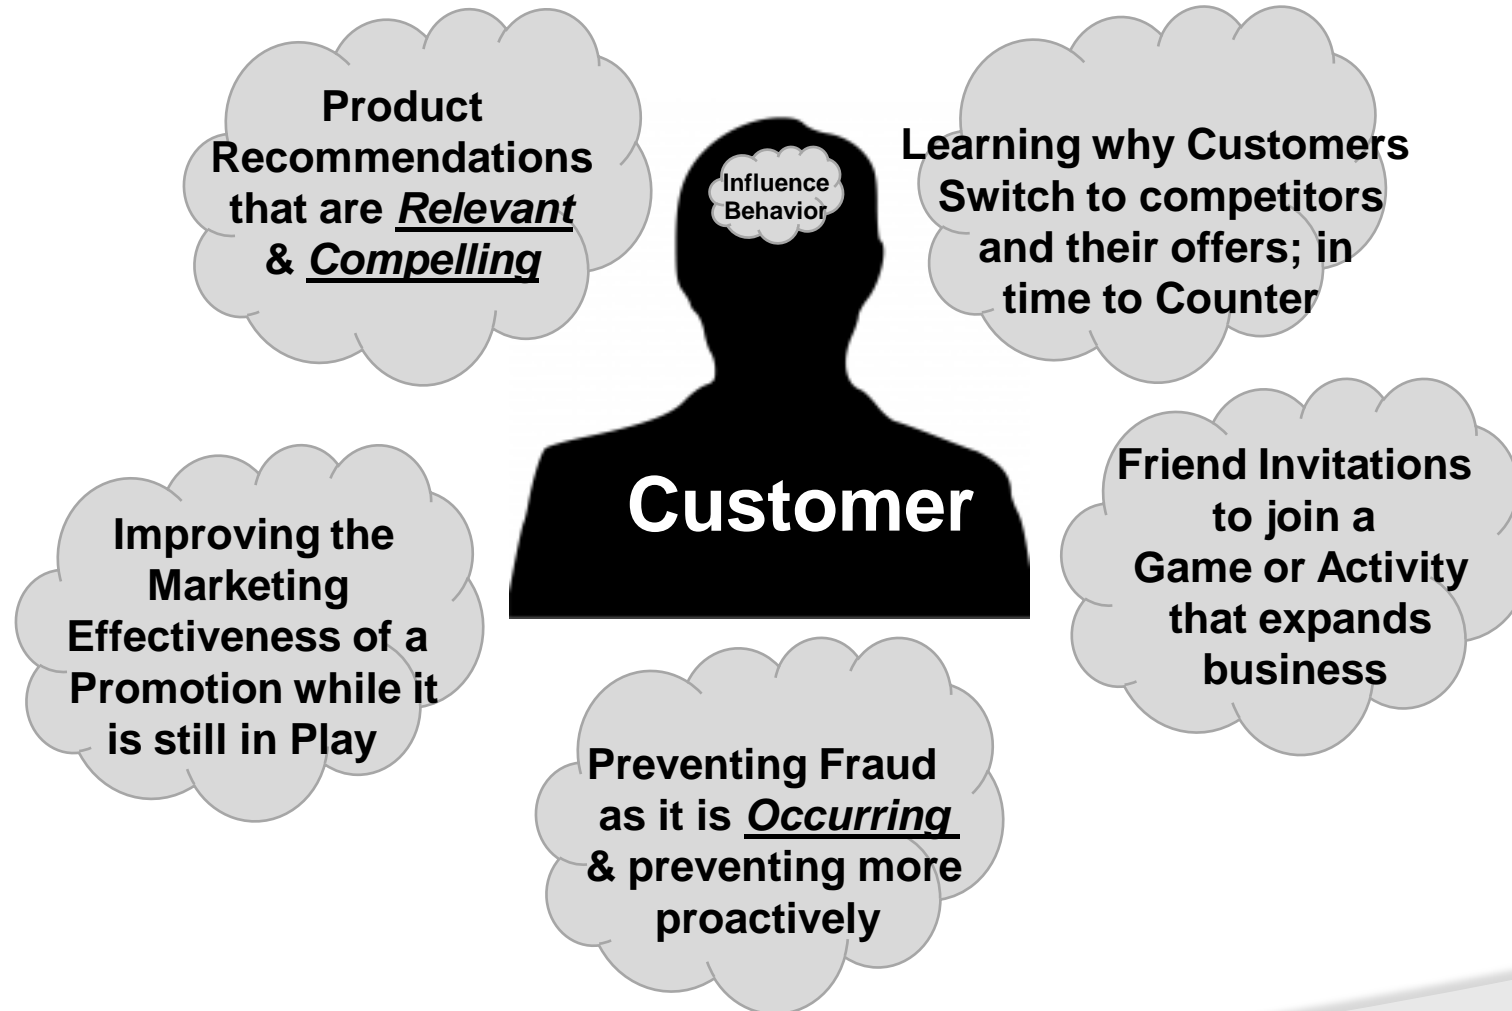 Product
Recommendations
that are Relevant
& Compelling
Influence
Behavior
Learning why Customers
Switch to competitors
and their offers; in
time to Counter
Customer
Improving the
Marketing
Effectiveness of a
Promotion while it
is still in Play
Friend Invitations
to join a
Game or Activity
that expands
business
Preventing Fraud
as it is Occurring
& preventing more
proactively